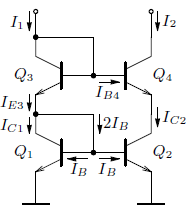 I1 I2
Q3 Q4
IB4
IE3
IC1 2IB IC2
Q1 Q2
IB IB